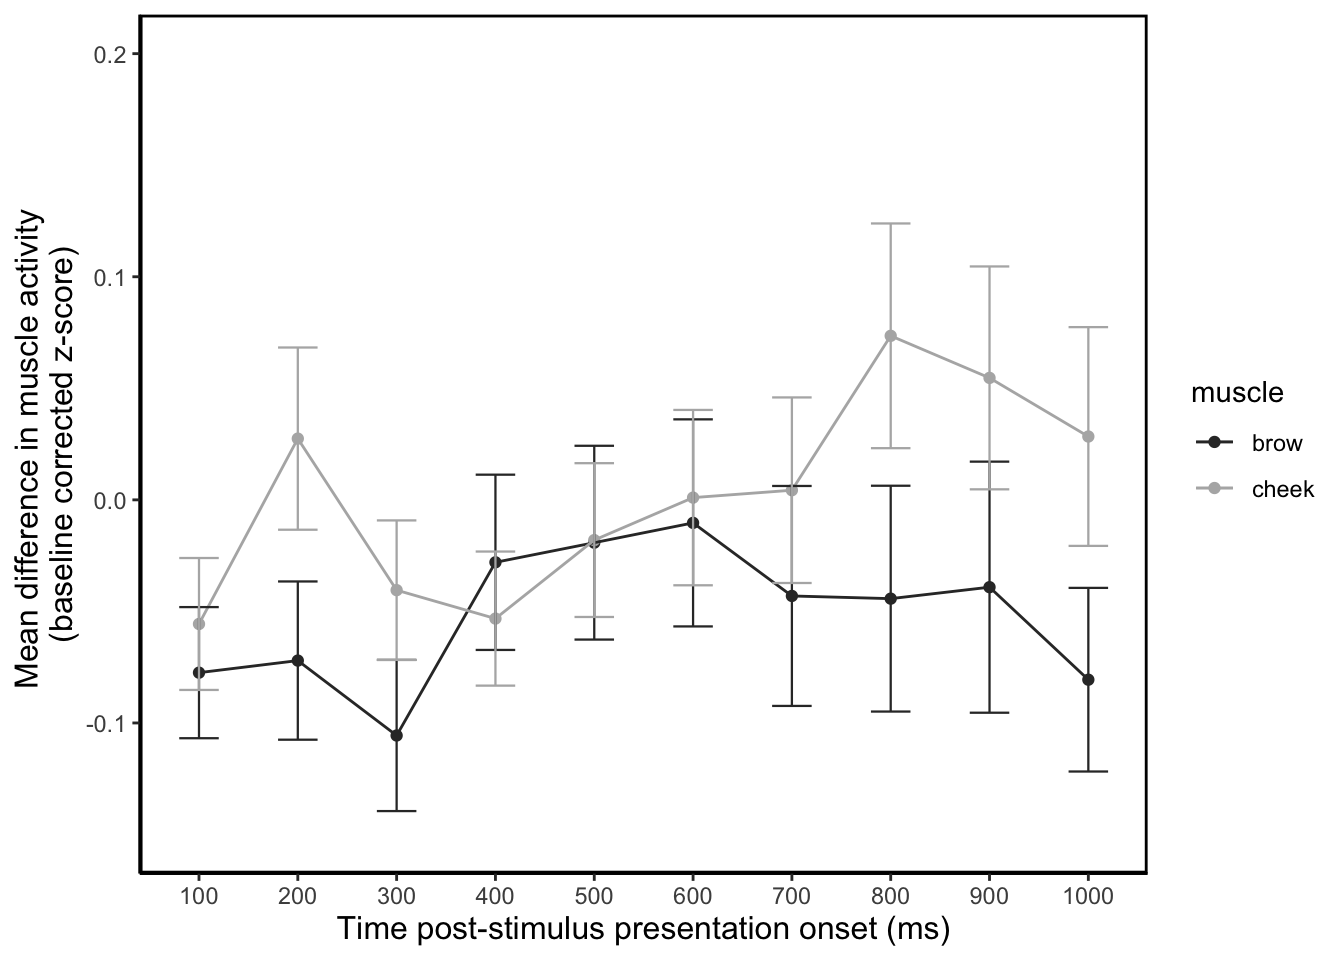 Mean difference in muscle activity
(baseline corrected z-score)
0.2
0.1
0.0
-0.1
100 200 300 400 500 600 700 800 900 1000
Time post-stimulus presentation onset (ms)
muscle
brow
cheek